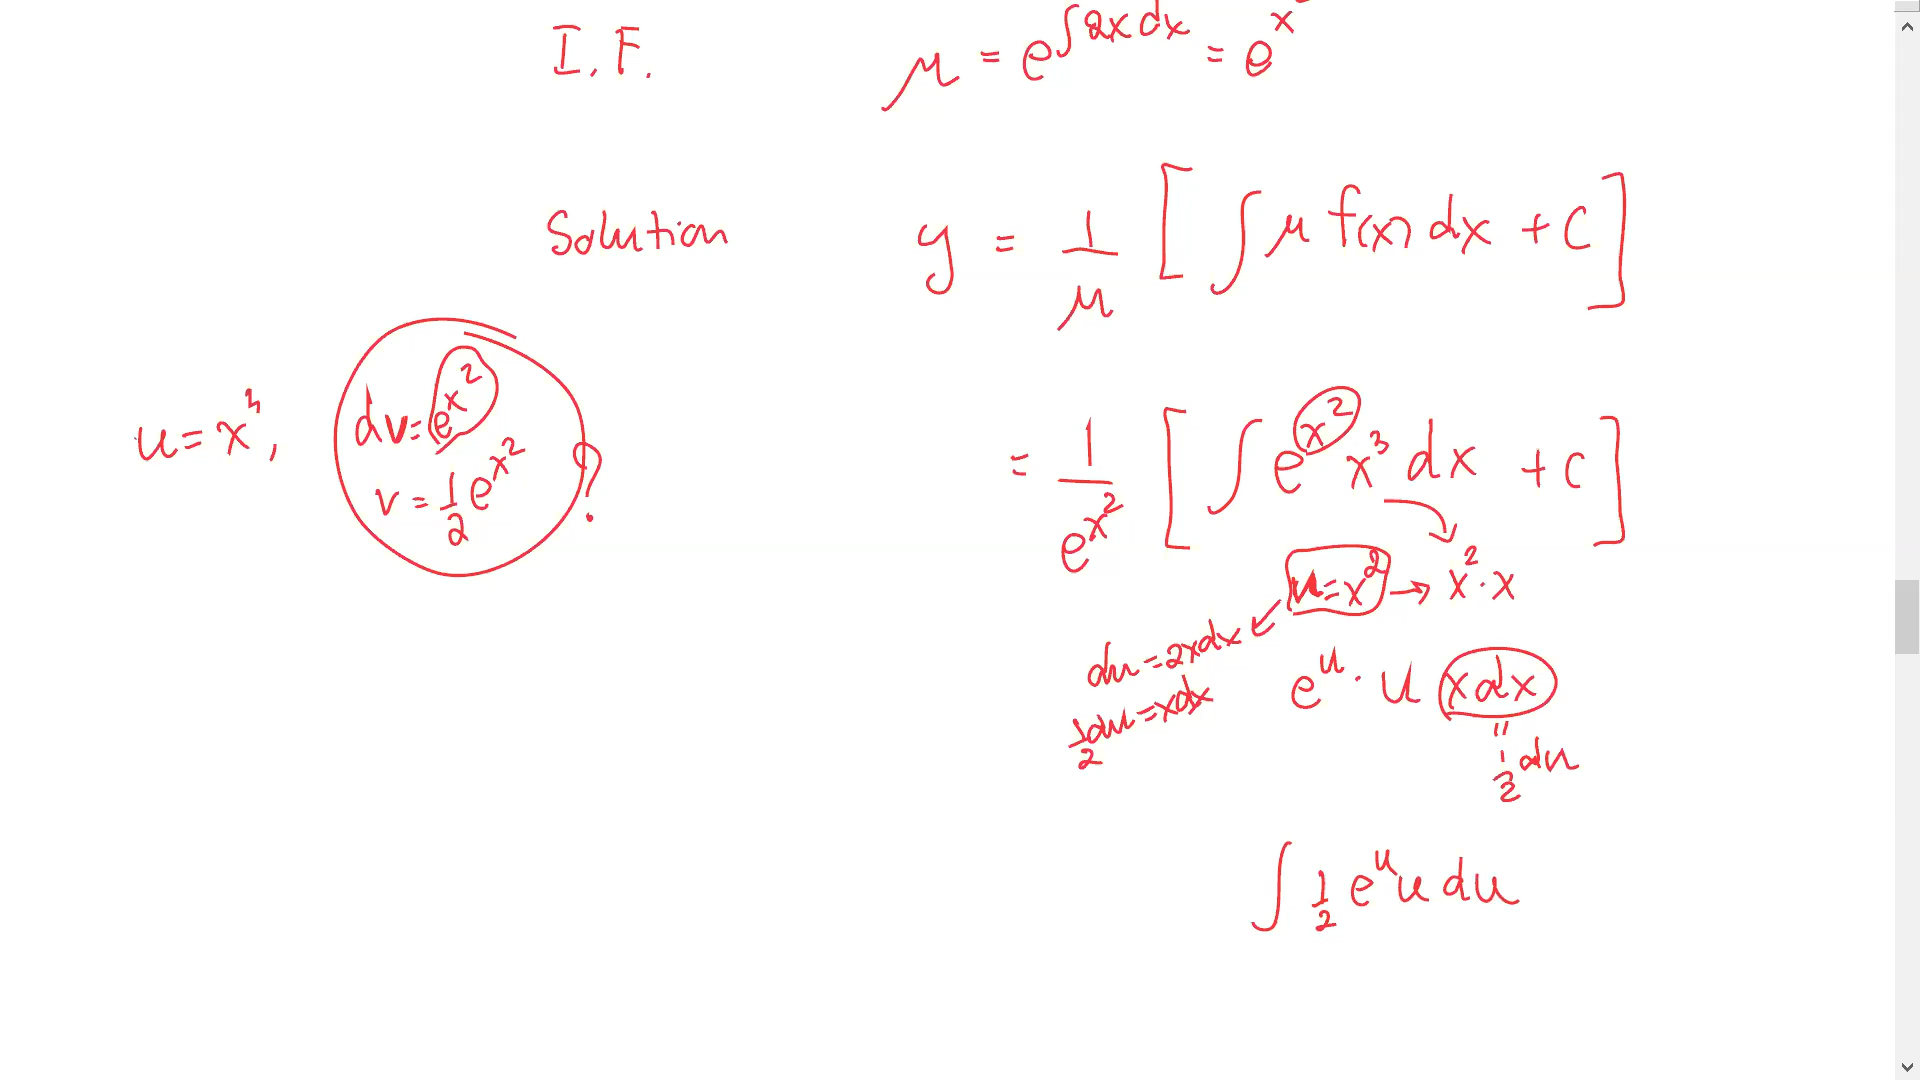 I.F. μ = e^∫2x dx = e^x²
Solution y = 1/μ [ ∫ μ f(x) dx + C ]
u = x³, dv = e^x²
v = 1/2 e^x² ?
= 1/e^x² [ ∫ e^x² x³ dx + C ]
u = x² → x² · x
du = 2x dx
1/2 du = x dx
e^u · u x dx
" 1/2 du
∫ 1/2 e^u u du